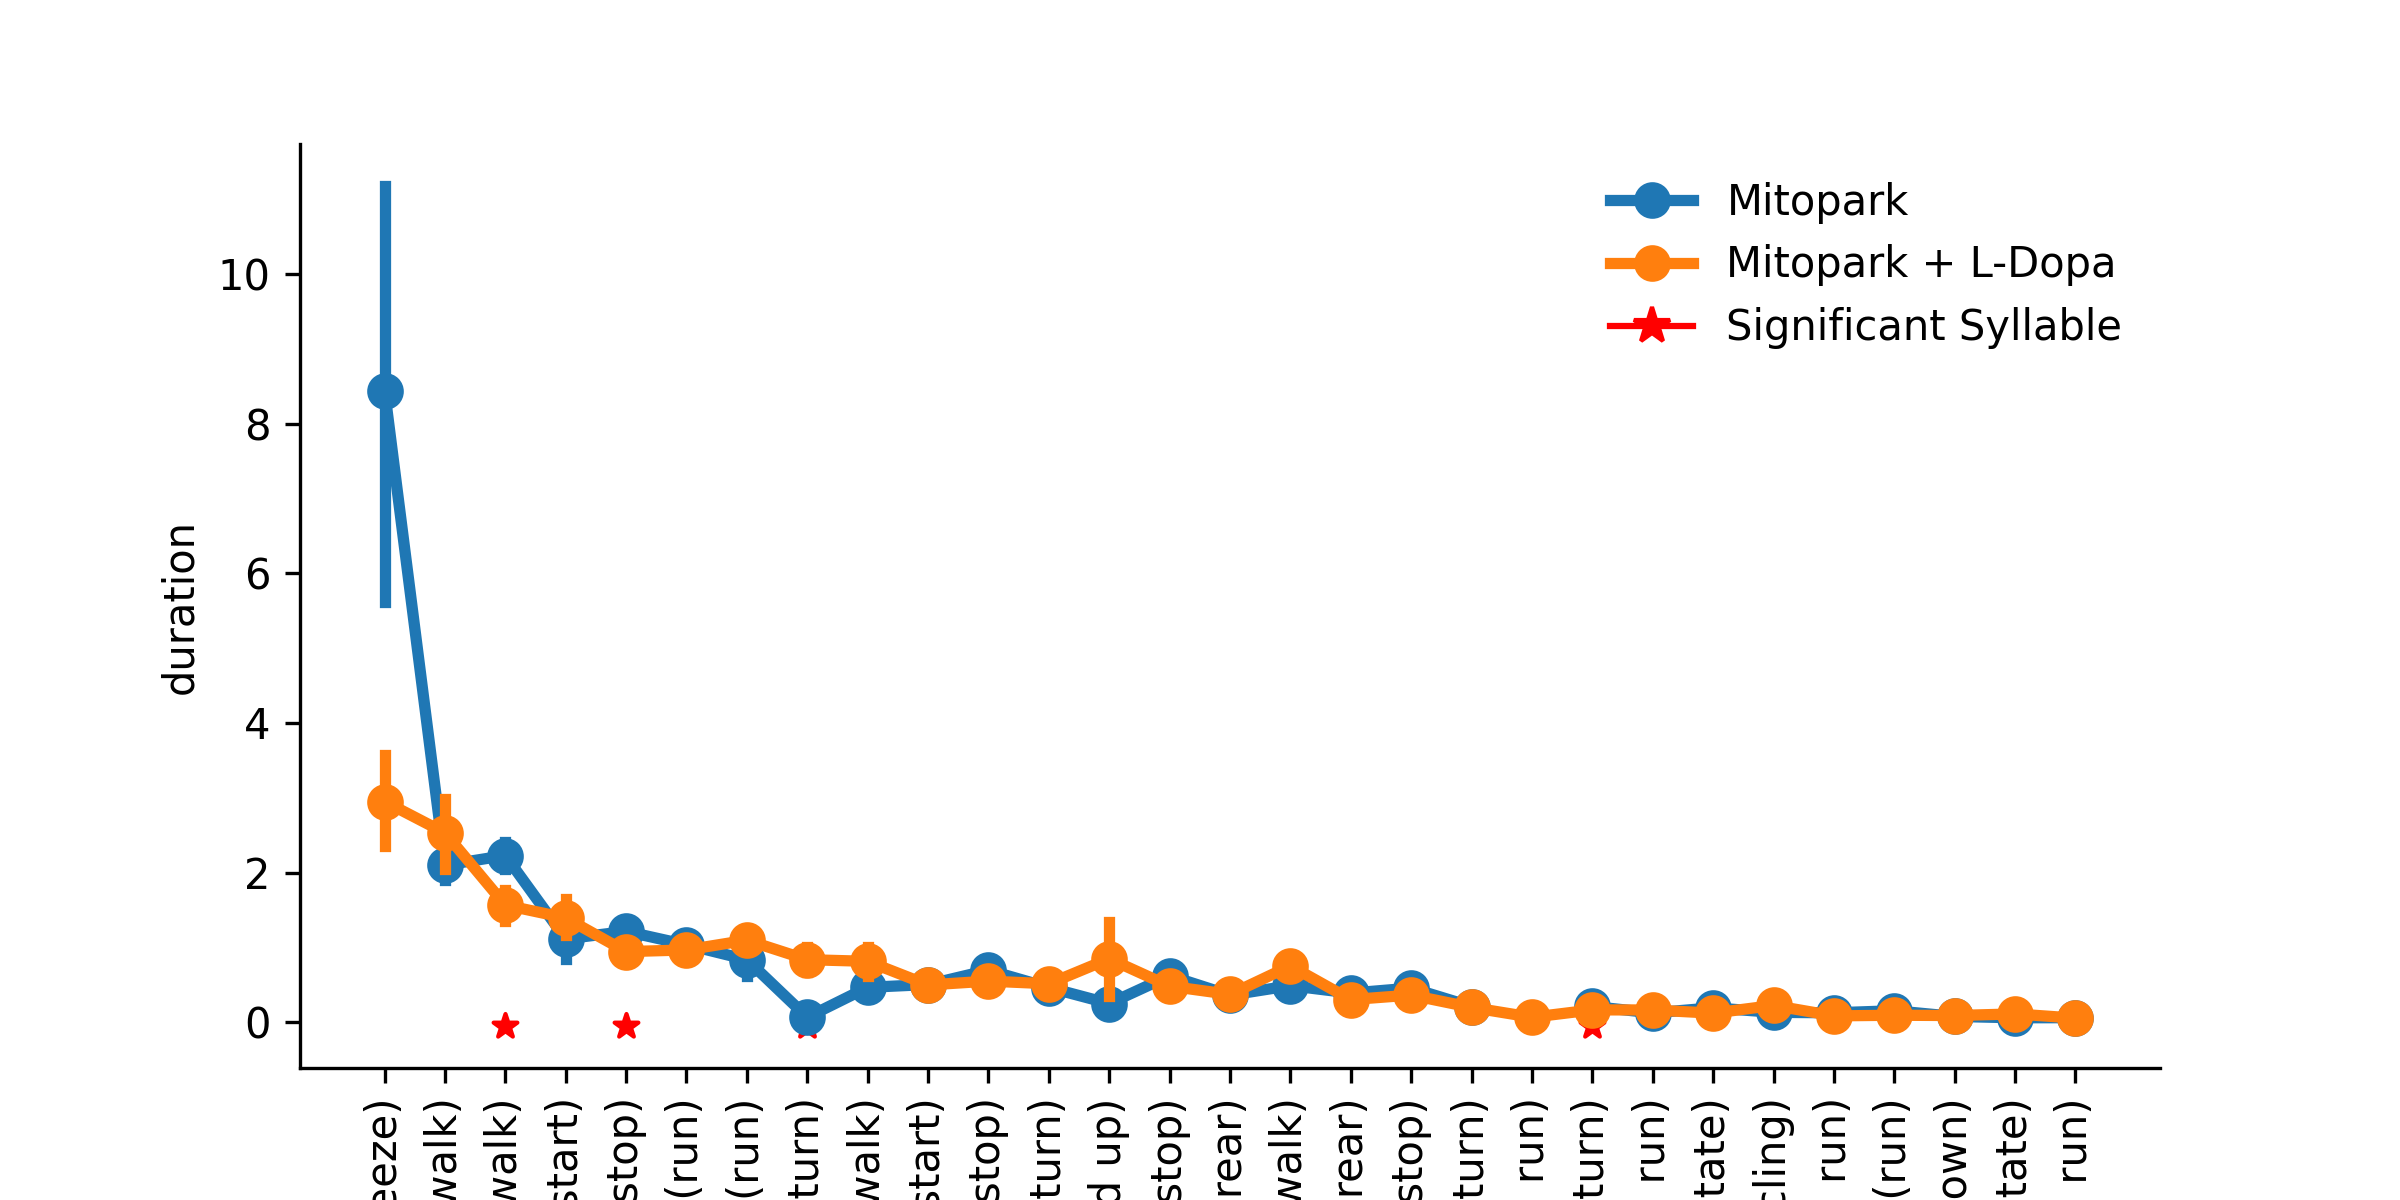 Mitopark
Mitopark + L-Dopa
Significant Syllable
duration
10
8
6
4
2
0
eeze)
walk)
walk)
start)
stop)
(run)
(run)
turn)
walk)
start)
stop)
turn)
d up)
stop)
rear)
walk)
rear)
stop)
turn)
run)
turn)
run)
tate)
cling)
run)
(run)
own)
tate)
run)